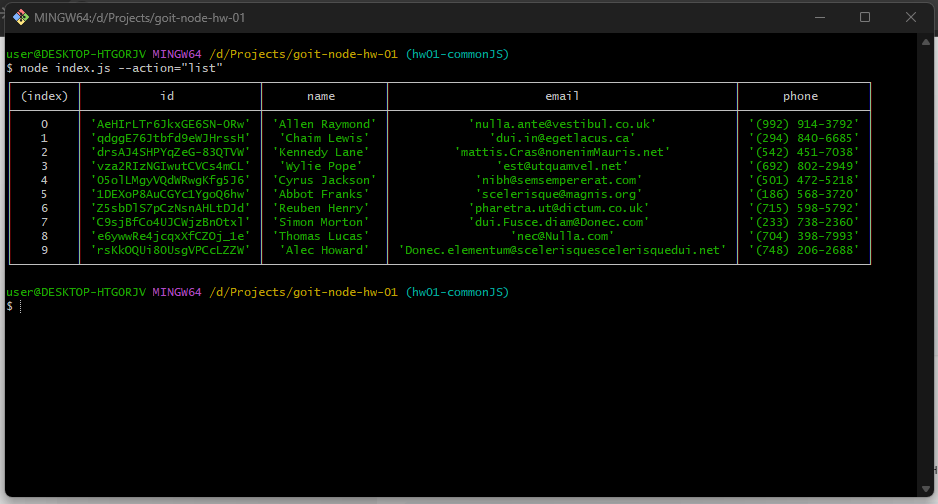 MINGW64:/d/Projects/goit-node-hw-01
user@DESKTOP-HTG0RJV MINGW64 /d/Projects/goit-node-hw-01 (hw01-commonJS)
$ node index.js --action="list"
(index) id name email phone
0 'AeHIrLTr6JkxGE6SN-0Rw' 'Allen Raymond' 'nulla.ante@vestibul.co.uk' '(992) 914-3792'
1 'qdggE76Jtbfd9eWJHrssH' 'Chaim Lewis' 'dui.in@egetlacus.ca' '(294) 840-6685'
2 'drsAJ4SHPYqZeG-83QTVW' 'Kennedy Lane' 'mattis.Cras@nonenimMauris.net' '(542) 451-7038'
3 'vza2RIzNGIwutCVCs4mCL' 'Wylie Pope' 'est@utquamvel.net' '(692) 802-2949'
4 '05olLMgyVQdWRwgKfg5J6' 'Cyrus Jackson' 'nibh@semsempererat.com' '(501) 472-5218'
5 '1DEXoP8AuCGYc1YgoQ6hw' 'Abbot Franks' 'scelerisque@magnis.org' '(186) 568-3720'
6 'Z5sbDlS7pCzNsnAHLtDJd' 'Reuben Henry' 'pharetra.ut@dictum.co.uk' '(715) 598-5792'
7 'C9sjBfCo4UJCWjzBnOtxl' 'Simon Morton' 'dui.Fusce.diam@Donec.com' '(233) 738-2360'
8 'e6ywwRe4jcqxXfCZOj_1e' 'Thomas Lucas' 'nec@Nulla.com' '(704) 398-7993'
9 'rsKkOQUi80UsgVPCcLZZW' 'Alec Howard' 'Donec.elementum@scelerisquescelerisquedui.net' '(748) 206-2688'
user@DESKTOP-HTG0RJV MINGW64 /d/Projects/goit-node-hw-01 (hw01-commonJS)
$